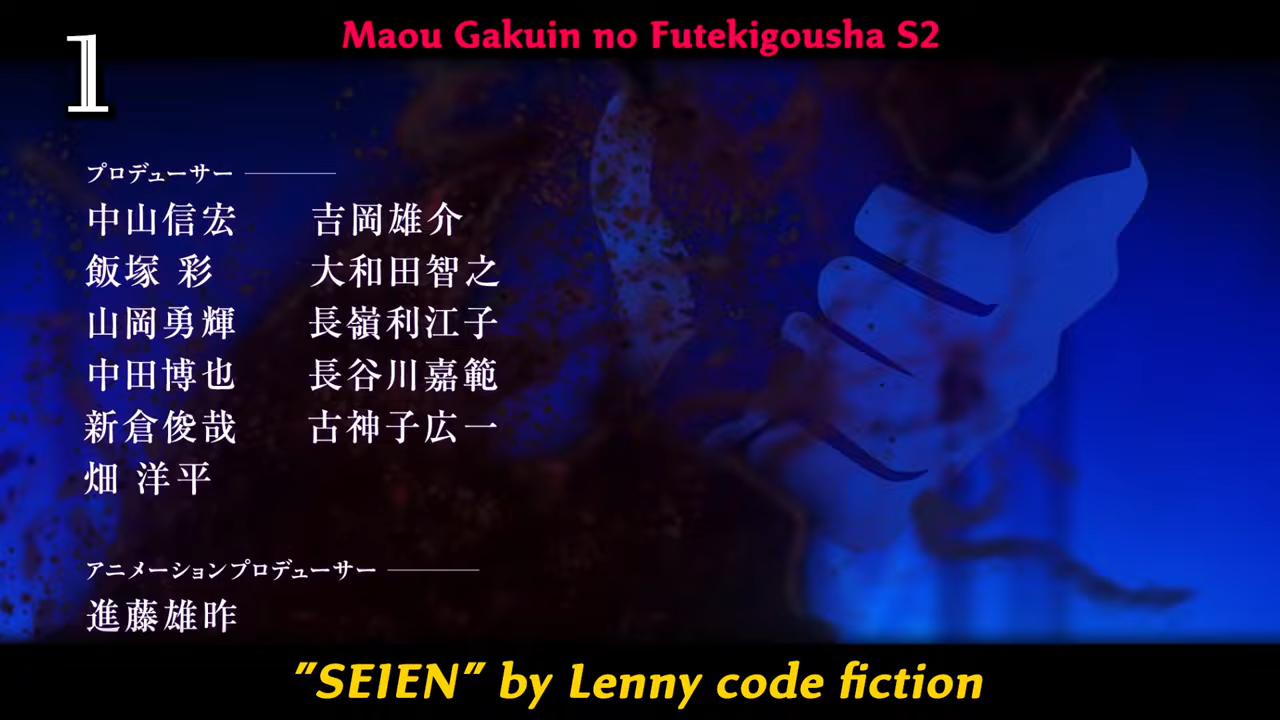 Maou Gakuin no Futekigousha S2
1
プロデューサー
中山信宏 吉岡雄介
飯塚 彩 大和田智之
山岡勇輝 長嶺利江子
中田博也 長谷川嘉範
新倉俊哉 古神子広一
畑 洋平
アニメーションプロデューサー
進藤雄昨
"SEIEN" by Lenny code fiction